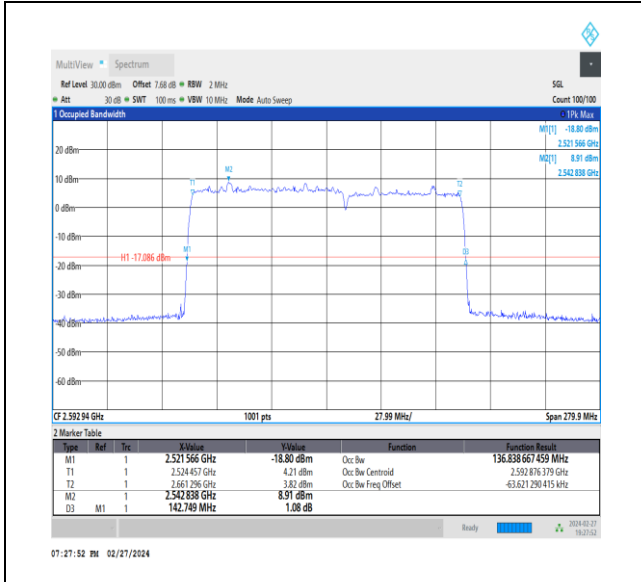 MultiView Spectrum
Ref Level 30.00 dBm Offset 7.68 dB RBW 2 MHz SGL
Att 30 dB SWT 100 ms VBW 10 MHz Mode Auto Sweep Count 100/100
1 Occupied Bandwidth 1Pk Max
M1[1] -18.80 dBm
2.521 566 GHz
M2[1] 8.91 dBm
2.542 838 GHz
20 dBm
10 dBm
T1 M2 T2
0 dBm
-10 dBm
M1 D3
H1 -17.086 dBm
-20 dBm
-30 dBm
-40 dBm
-50 dBm
-60 dBm
CF 2.592 94 GHz 1001 pts 27.99 MHz/ Span 279.9 MHz
2 Marker Table
Type Ref Trc X-Value Y-Value Function Function Result
M1 1 2.521 566 GHz -18.80 dBm Occ Bw 136.838 667 459 MHz
T1 1 2.524 457 GHz 4.21 dBm Occ Bw Centroid 2.592 876 379 GHz
T2 1 2.661 296 GHz 3.82 dBm Occ Bw Freq Offset -63.621 290 415 kHz
M2 1 2.542 838 GHz 8.91 dBm
D3 M1 1 142.749 MHz 1.08 dB
Ready 2024-02-27
19:27:52
07:27:52 PM 02/27/2024